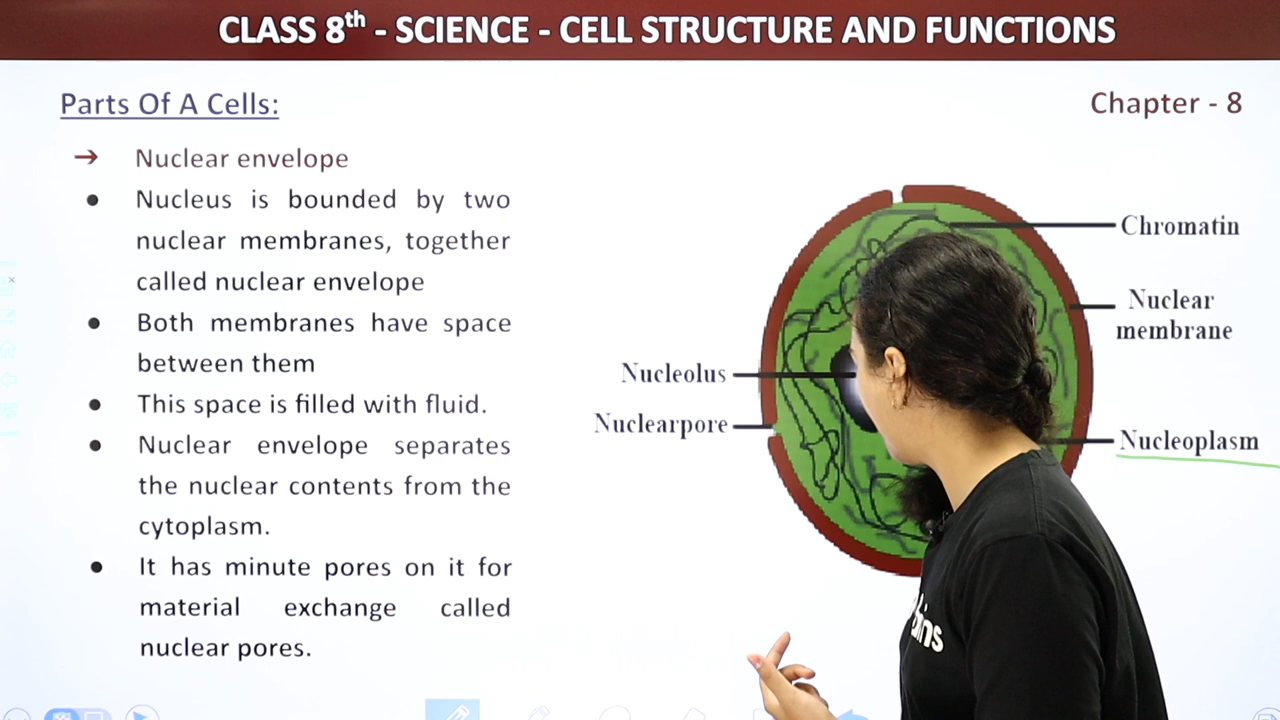 CLASS 8th - SCIENCE - CELL STRUCTURE AND FUNCTIONS
Parts Of A Cells:
Chapter - 8
➔ Nuclear envelope
● Nucleus is bounded by two
nuclear membranes, together
called nuclear envelope
● Both membranes have space
between them
● This space is filled with fluid.
● Nuclear envelope separates
the nuclear contents from the
cytoplasm.
● It has minute pores on it for
material exchange called
nuclear pores.
Chromatin
Nuclear
membrane
Nucleolus
Nuclearpore
Nucleoplasm